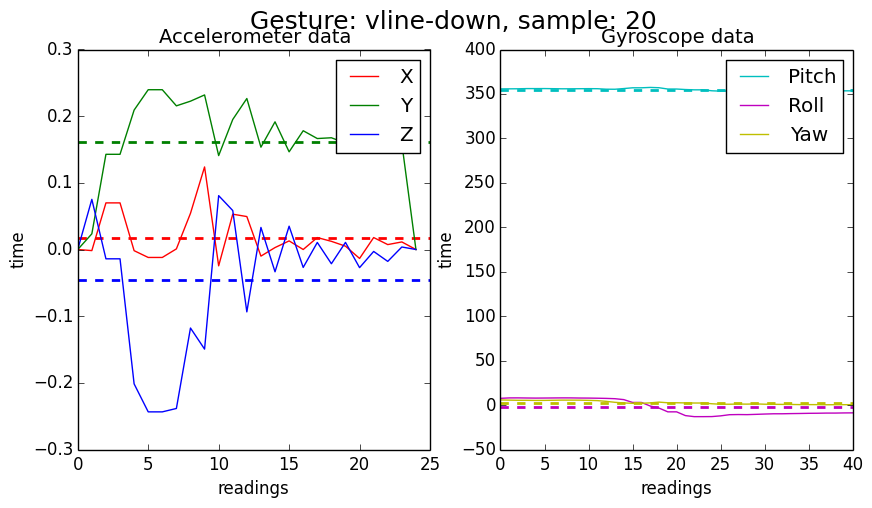 Gesture: vline-down, sample: 20
Accelerometer data
0.3
0.2
0.1
0.0
−0.1
−0.2
−0.3
time
0
5
10
15
20
25
readings
X
Y
Z
Gyroscope data
400
350
300
250
200
150
100
50
0
−50
time
0
5
10
15
20
25
30
35
40
readings
Pitch
Roll
Yaw